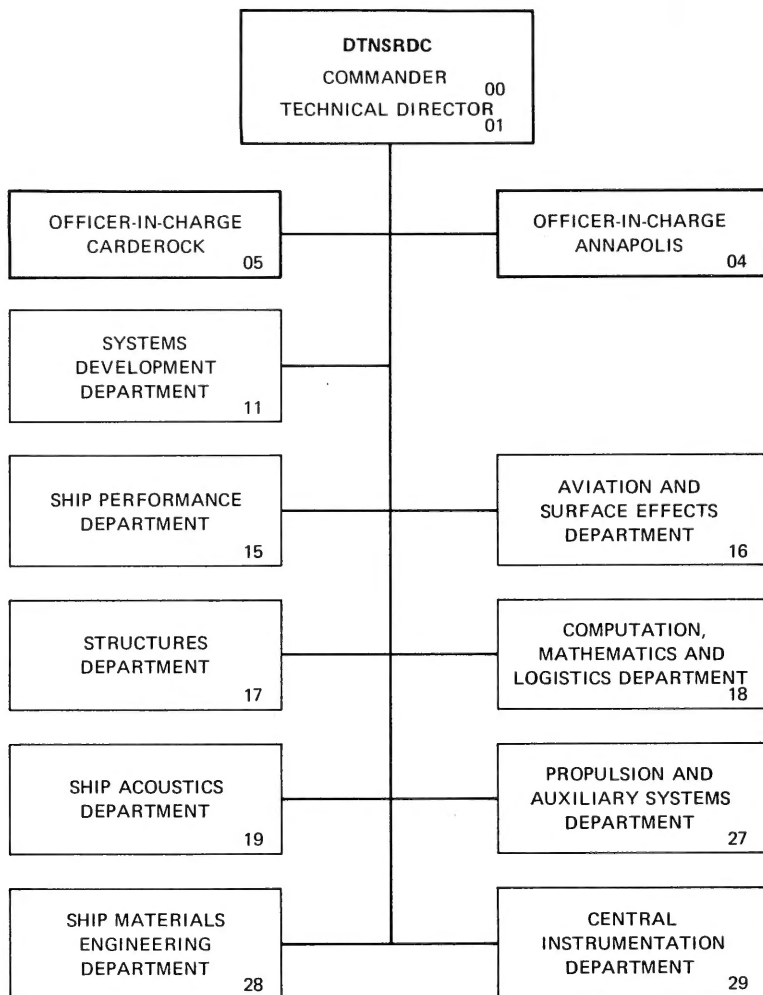 DTNSRDC
COMMANDER
00
TECHNICAL DIRECTOR
01
OFFICER-IN-CHARGE
CARDEROCK
05
OFFICER-IN-CHARGE
ANNAPOLIS
04
SYSTEMS
DEVELOPMENT
DEPARTMENT
11
SHIP PERFORMANCE
DEPARTMENT
15
AVIATION AND
SURFACE EFFECTS
DEPARTMENT
16
STRUCTURES
DEPARTMENT
17
COMPUTATION,
MATHEMATICS AND
LOGISTICS DEPARTMENT
18
SHIP ACOUSTICS
DEPARTMENT
19
PROPULSION AND
AUXILIARY SYSTEMS
DEPARTMENT
27
SHIP MATERIALS
ENGINEERING
DEPARTMENT
28
CENTRAL
INSTRUMENTATION
DEPARTMENT
29